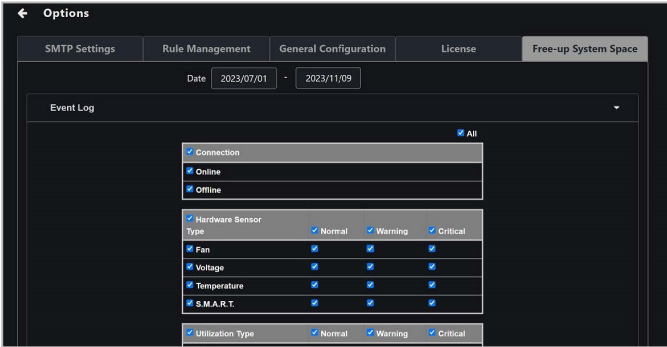 Options
SMTP Settings Rule Management General Configuration License Free-up System Space
Date 2023/07/01 - 2023/11/09
Event Log
All
Connection
Online
Offline
Hardware Sensor
Type Normal Warning Critical
Fan
Voltage
Temperature
S.M.A.R.T.
Utilization Type Normal Warning Critical